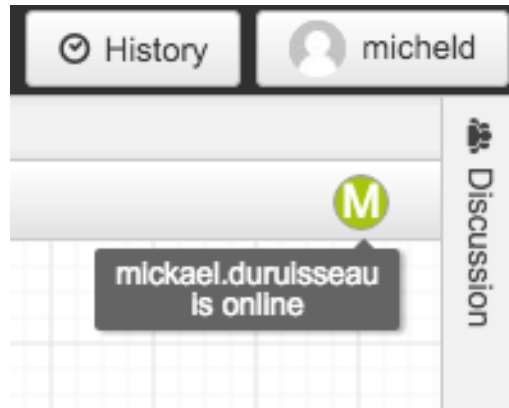 History
micheld
M
mickael.duruisseau
is online
Discussion